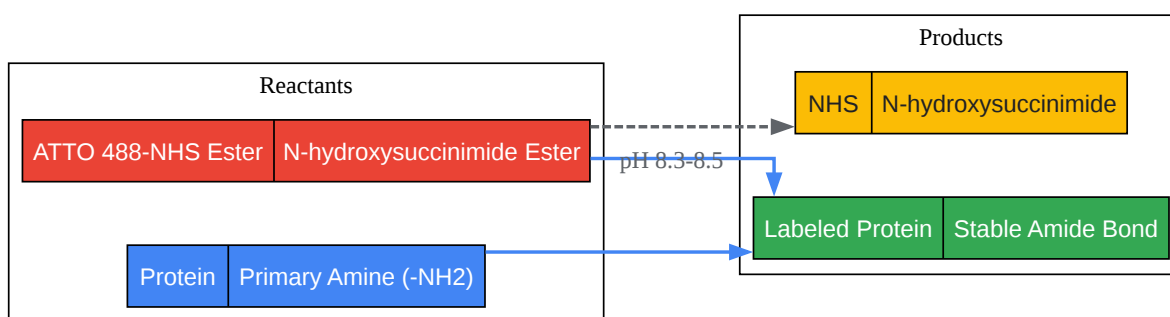 Reactants
ATTO 488-NHS Ester N-hydroxysuccinimide Ester
Protein Primary Amine (-NH2)
pH 8.3-8.5
Products
NHS N-hydroxysuccinimide
Labeled Protein Stable Amide Bond